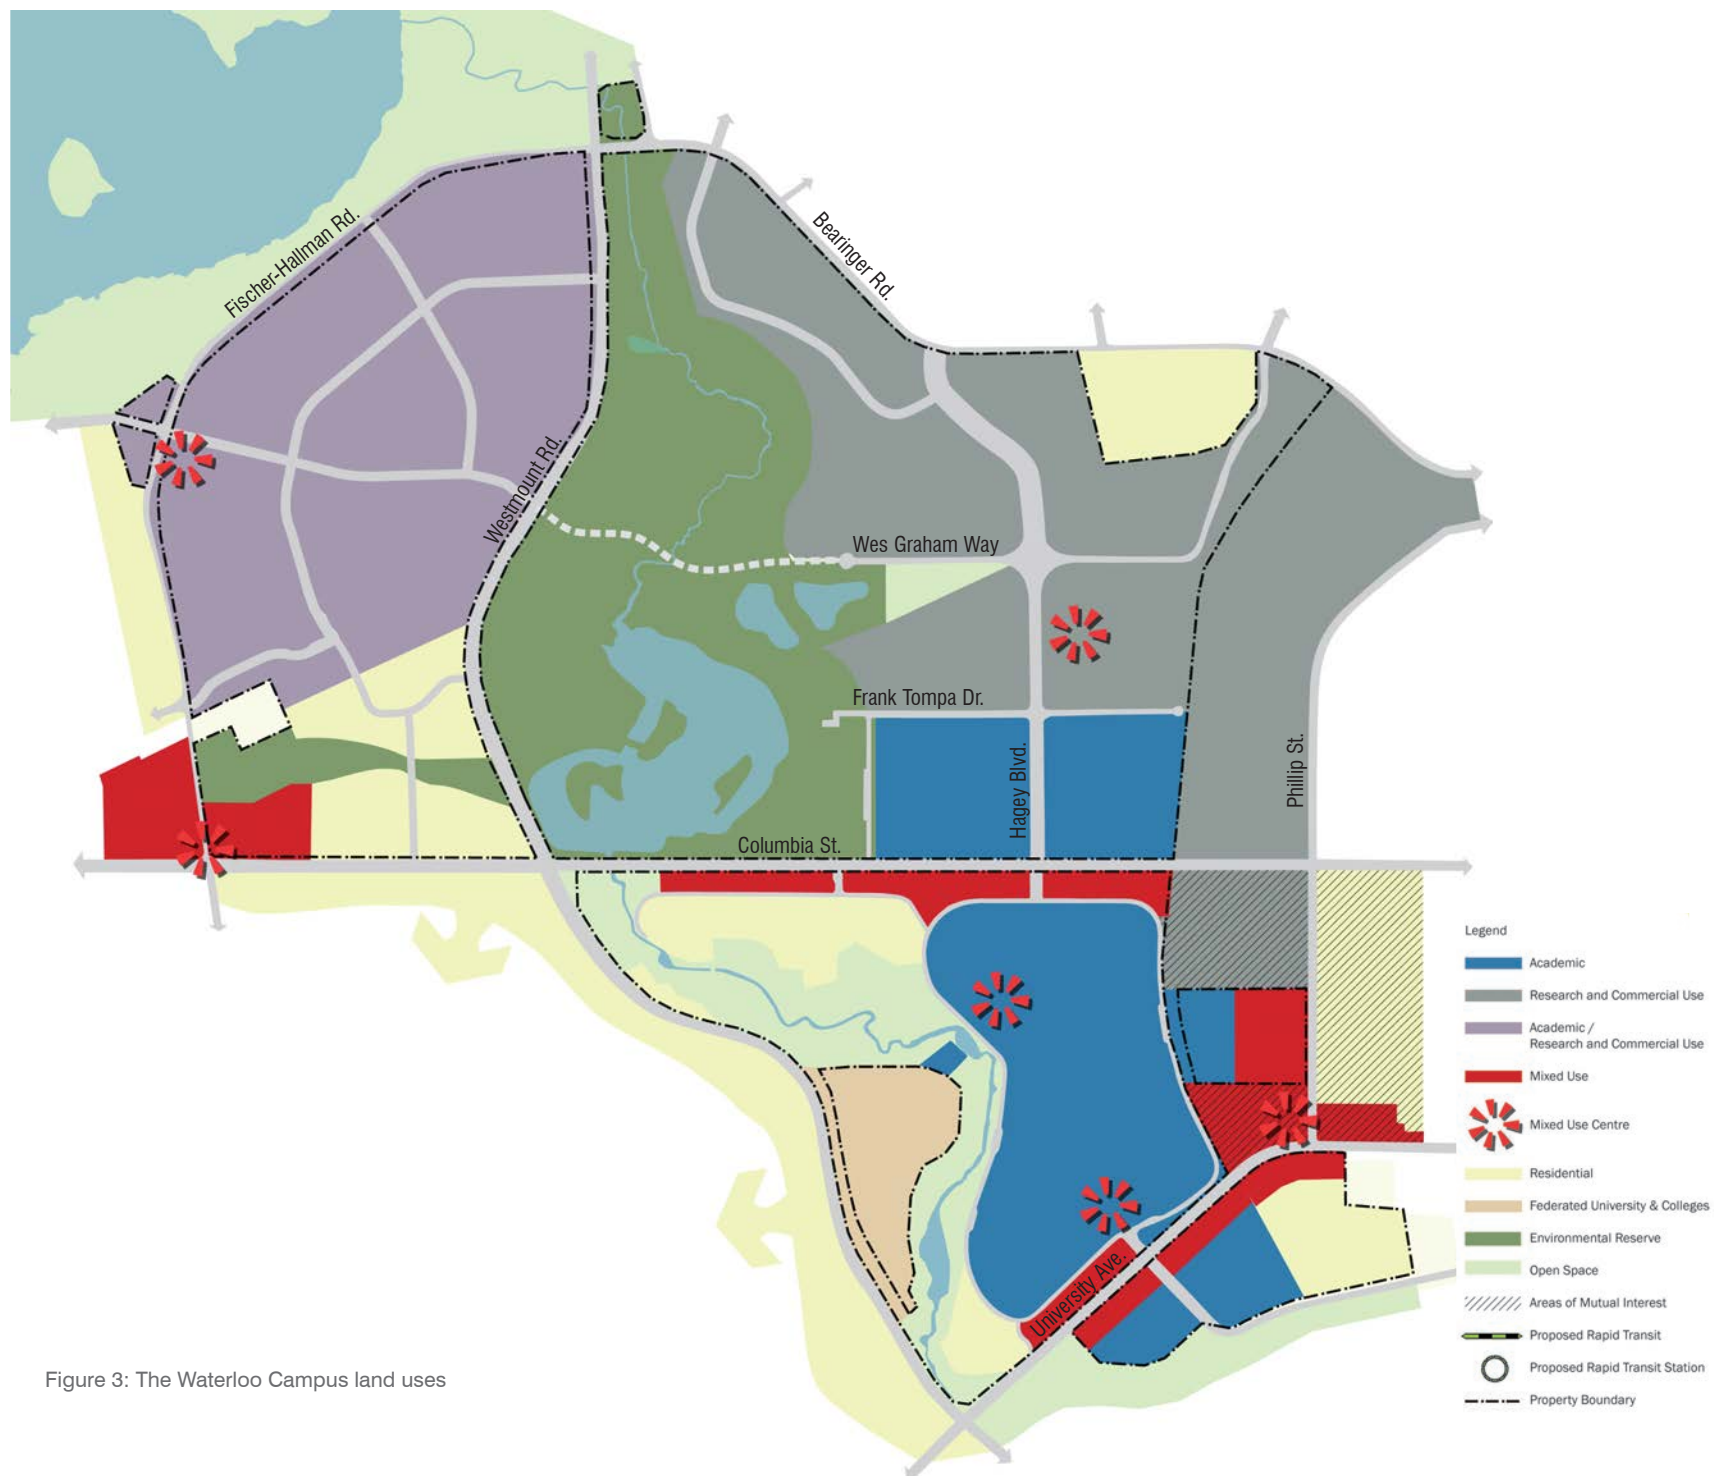 Fischer-Hallman Rd.
Bearinger Rd.
Westmount Rd.
Wes Graham Way
Frank Tompa Dr.
Hagey Blvd.
Phillip St.
Columbia St.
University Ave.
Legend
Academic
Research and Commercial Use
Academic /
Research and Commercial Use
Mixed Use
Mixed Use Centre
Residential
Federated University & Colleges
Environmental Reserve
Open Space
Areas of Mutual Interest
Proposed Rapid Transit
Proposed Rapid Transit Station
Property Boundary
Figure 3: The Waterloo Campus land uses